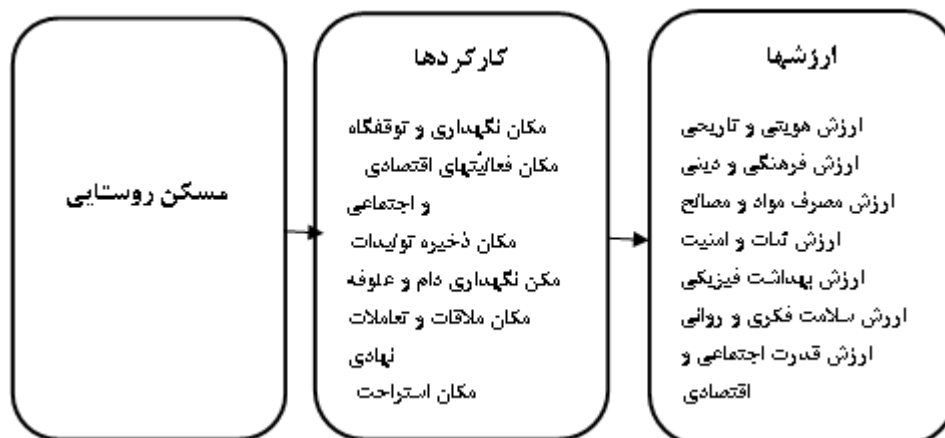 مسکن روستایی
کارکردها
مکان نگهداری و توقفگاه
مکان فعالیتهای اقتصادی
و اجتماعی
مکان ذخیره تولیدات
مکن نگهداری دام و علوفه
مکان ملاقات و تعاملات
نهادی
مکان استراحت
ارزشها
ارزش هویتی و تاریحی
ارزش فرهنگی و دینی
ارزش مصرف مواد و مصالح
ارزش ثبات و امنیت
ارزش بهداشت فیزیکی
اررش سلامت فکری و روانی
ارزش قدرت اجتماعی و
اقتصادی